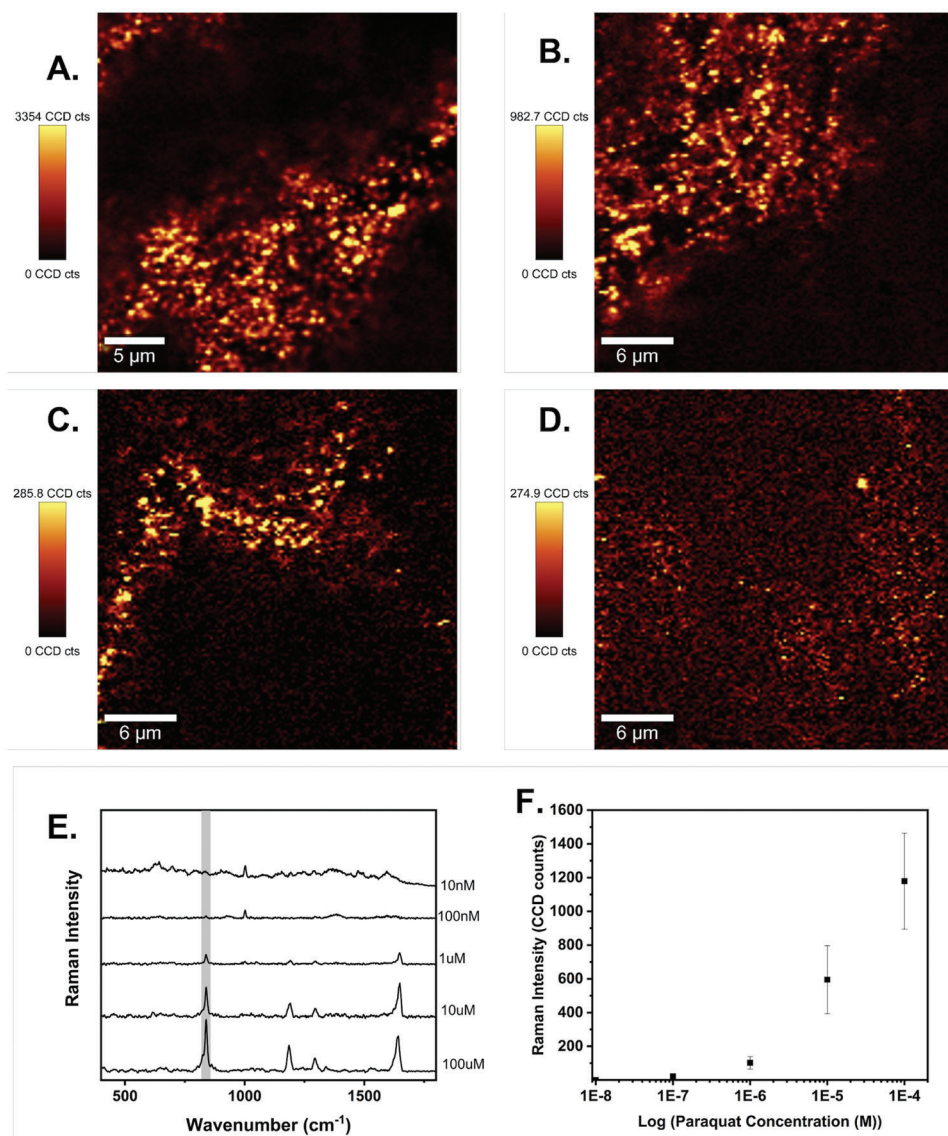 A.
3354 CCD cts
0 CCD cts
5 µm
B.
982.7 CCD cts
0 CCD cts
6 µm
C.
285.8 CCD cts
0 CCD cts
6 µm
D.
274.9 CCD cts
0 CCD cts
6 µm
E.
Raman Intensity
10nM
100nM
1uM
10uM
100uM
500
1000
1500
Wavenumber (cm⁻¹)
F.
Raman Intensity (CCD counts)
1600
1400
1200
1000
800
600
400
200
1E-8
1E-7
1E-6
1E-5
1E-4
Log (Paraquat Concentration (M))